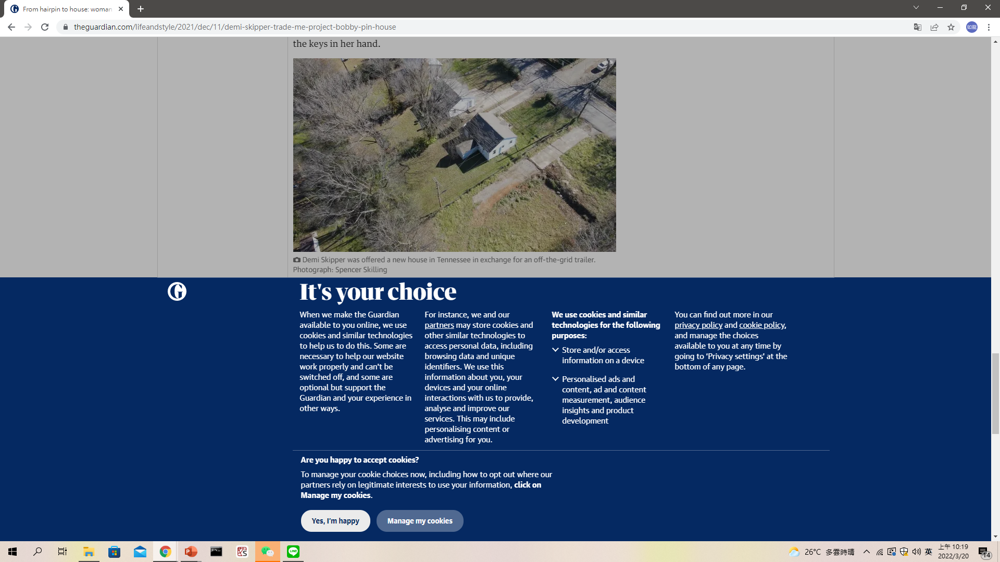 From hairpin to house: woman
theguardian.com/lifeandstyle/2021/dec/11/demi-skipper-trade-me-project-bobby-pin-house
如龍
the keys in her hand.
Demi Skipper was offered a new house in Tennessee in exchange for an off-the-grid trailer.
Photograph: Spencer Skilling
It's your choice
When we make the Guardian
available to you online, we use
cookies and similar technologies
to help us to do this. Some are
necessary to help our website
work properly and can't be
switched off, and some are
optional but support the
Guardian and your experience in
other ways.
For instance, we and our
partners may store cookies and
other similar technologies to
access personal data, including
browsing data and unique
identifiers. We use this
information about you, your
devices and your online
interactions with us to provide,
analyse and improve our
services. This may include
personalising content or
advertising for you.
We use cookies and similar
technologies for the following
purposes:
Store and/or access
information on a device
Personalised ads and
content, ad and content
measurement, audience
insights and product
development
You can find out more in our
privacy policy and cookie policy,
and manage the choices
available to you at any time by
going to 'Privacy settings' at the
bottom of any page.
Are you happy to accept cookies?
To manage your cookie choices now, including how to opt out where our
partners rely on legitimate interests to use your information, click on
Manage my cookies.
Yes, I'm happy
Manage my cookies
LINE
26°C 多雲時晴
英
上午 10:19
2022/3/20
14